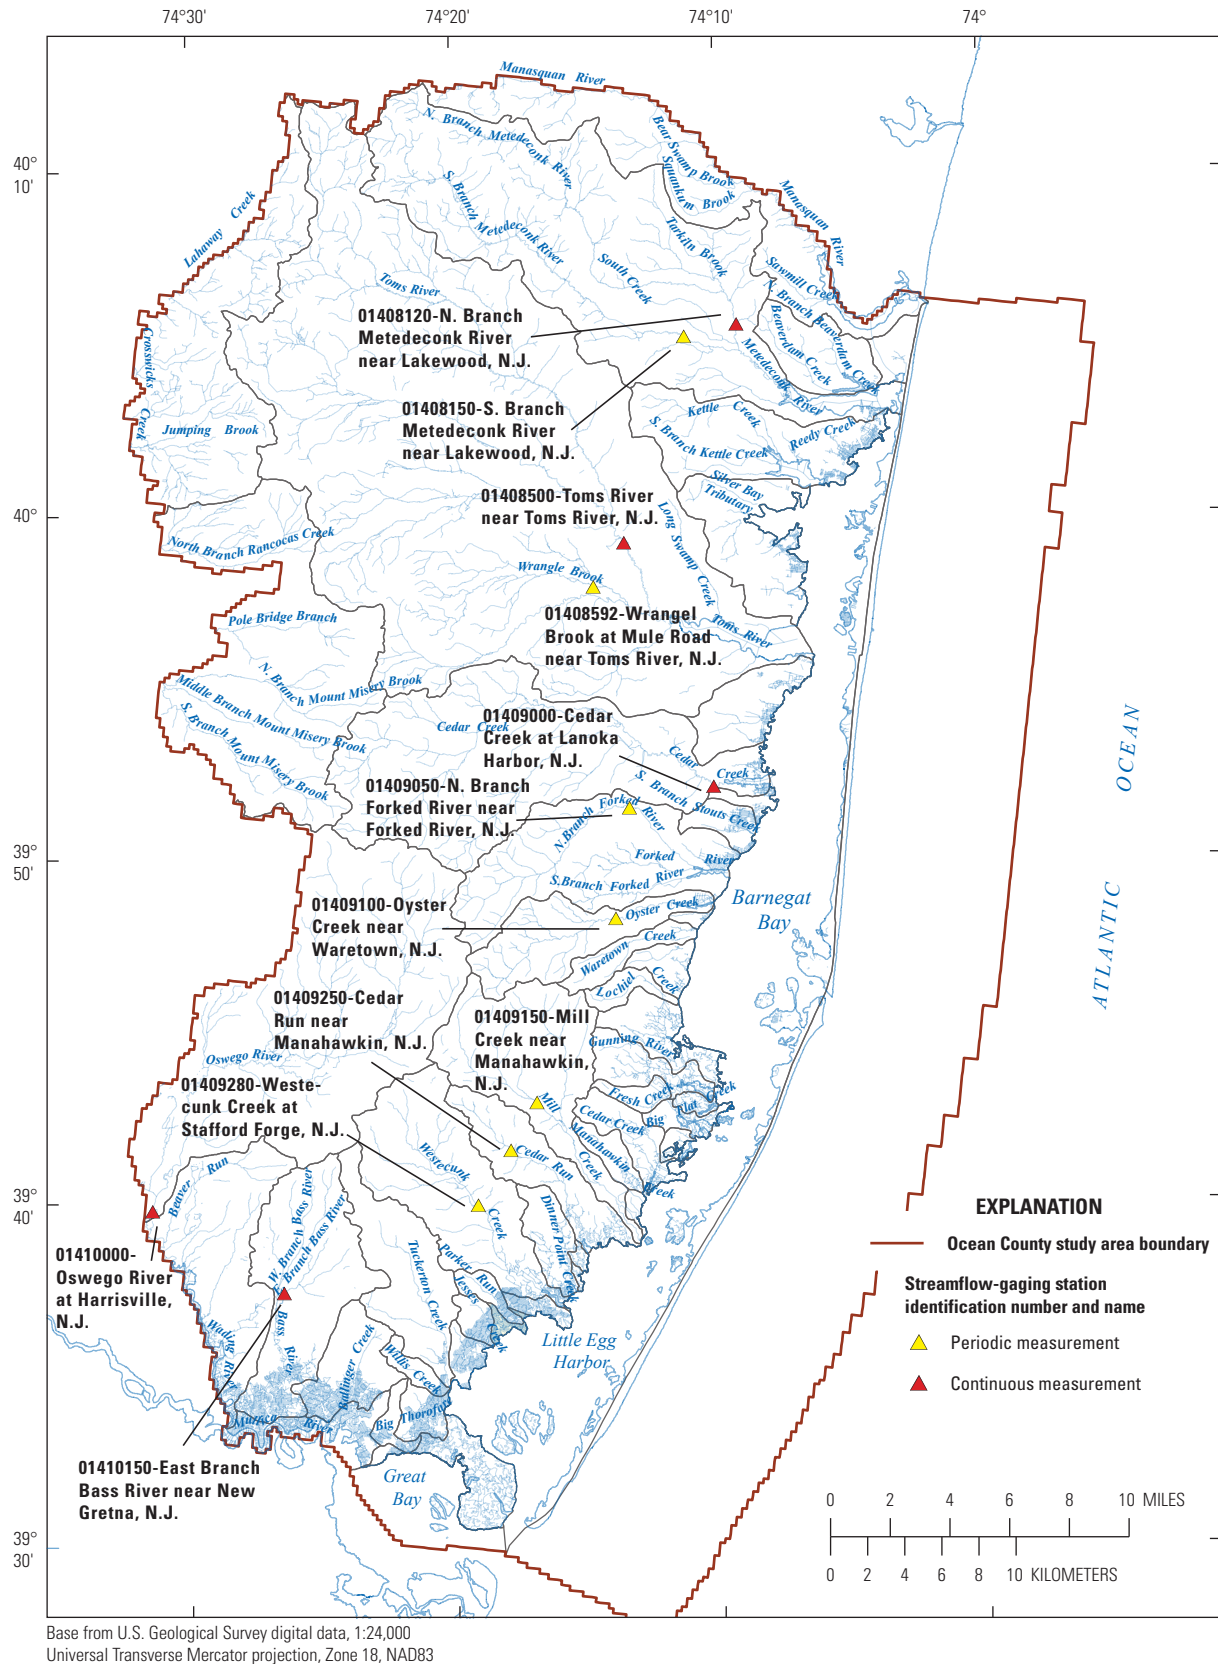 74°30'
74°20'
74°10'
74°
Manasquan River
N. Branch Metedeconk River
Bear Swamp Brook
Squankum Brook
40°
10'
S. Branch Metedeconk River
Manasquan River
Lahaway Creek
Tarkiln Brook
South Creek
Sawmill Creek
Toms River
N. Branch Beaverdam Creek
Beaverdam Creek
01408120-N. Branch
Metedeconk River
near Lakewood, N.J.
Metedeconk River
Crosswicks Creek
01408150-S. Branch
Metedeconk River
near Lakewood, N.J.
Kettle Creek
Reedy Creek
S. Branch Kettle Creek
Jumping Brook
Silver Bay
Tributary
01408500-Toms River
near Toms River, N.J.
Long Swamp Creek
40°
North Branch Rancocas Creek
Wrangle Brook
01408592-Wrangel
Brook at Mule Road
near Toms River, N.J.
Toms River
Pole Bridge Branch
N. Branch Mount Misery Brook
Middle Branch Mount Misery Brook
S. Branch Mount Misery Brook
Cedar Creek
01409000-Cedar
Creek at Lanoka
Harbor, N.J.
Cedar Creek
S. Branch Stouts Creek
01409050-N. Branch
Forked River near
Forked River, N.J.
N.Branch Forked River
Forked River
S.Branch Forked River
39°
50'
Barnegat
Bay
ATLANTIC OCEAN
01409100-Oyster
Creek near
Waretown, N.J.
Oyster Creek
Waretown Creek
Lochiel Creek
01409250-Cedar
Run near
Manahawkin, N.J.
01409150-Mill
Creek near
Manahawkin,
N.J.
Gunning River
Oswego River
01409280-Weste-
cunk Creek at
Stafford Forge, N.J.
Fresh Creek
Big Flat Creek
Cedar Creek
Mill Creek
Manahawkin Creek
Cedar Run
Westecunk Creek
Dinner Point Creek
39°
40'
Beaver Run
W. Branch Bass River
E. Branch Bass River
01410000-
Oswego River
at Harrisville,
N.J.
Tuckerton Creek
Parker Run
Jesses Creek
Bass River
Wading River
Ballinger Creek
Willis Creek
Little Egg
Harbor
Mullica River
Big Thorofare
Great
Bay
01410150-East Branch
Bass River near New
Gretna, N.J.
39°
30'
EXPLANATION
Ocean County study area boundary
Streamflow-gaging station
identification number and name
Periodic measurement
Continuous measurement
0 2 4 6 8 10 MILES
0 2 4 6 8 10 KILOMETERS
Base from U.S. Geological Survey digital data, 1:24,000
Universal Transverse Mercator projection, Zone 18, NAD83